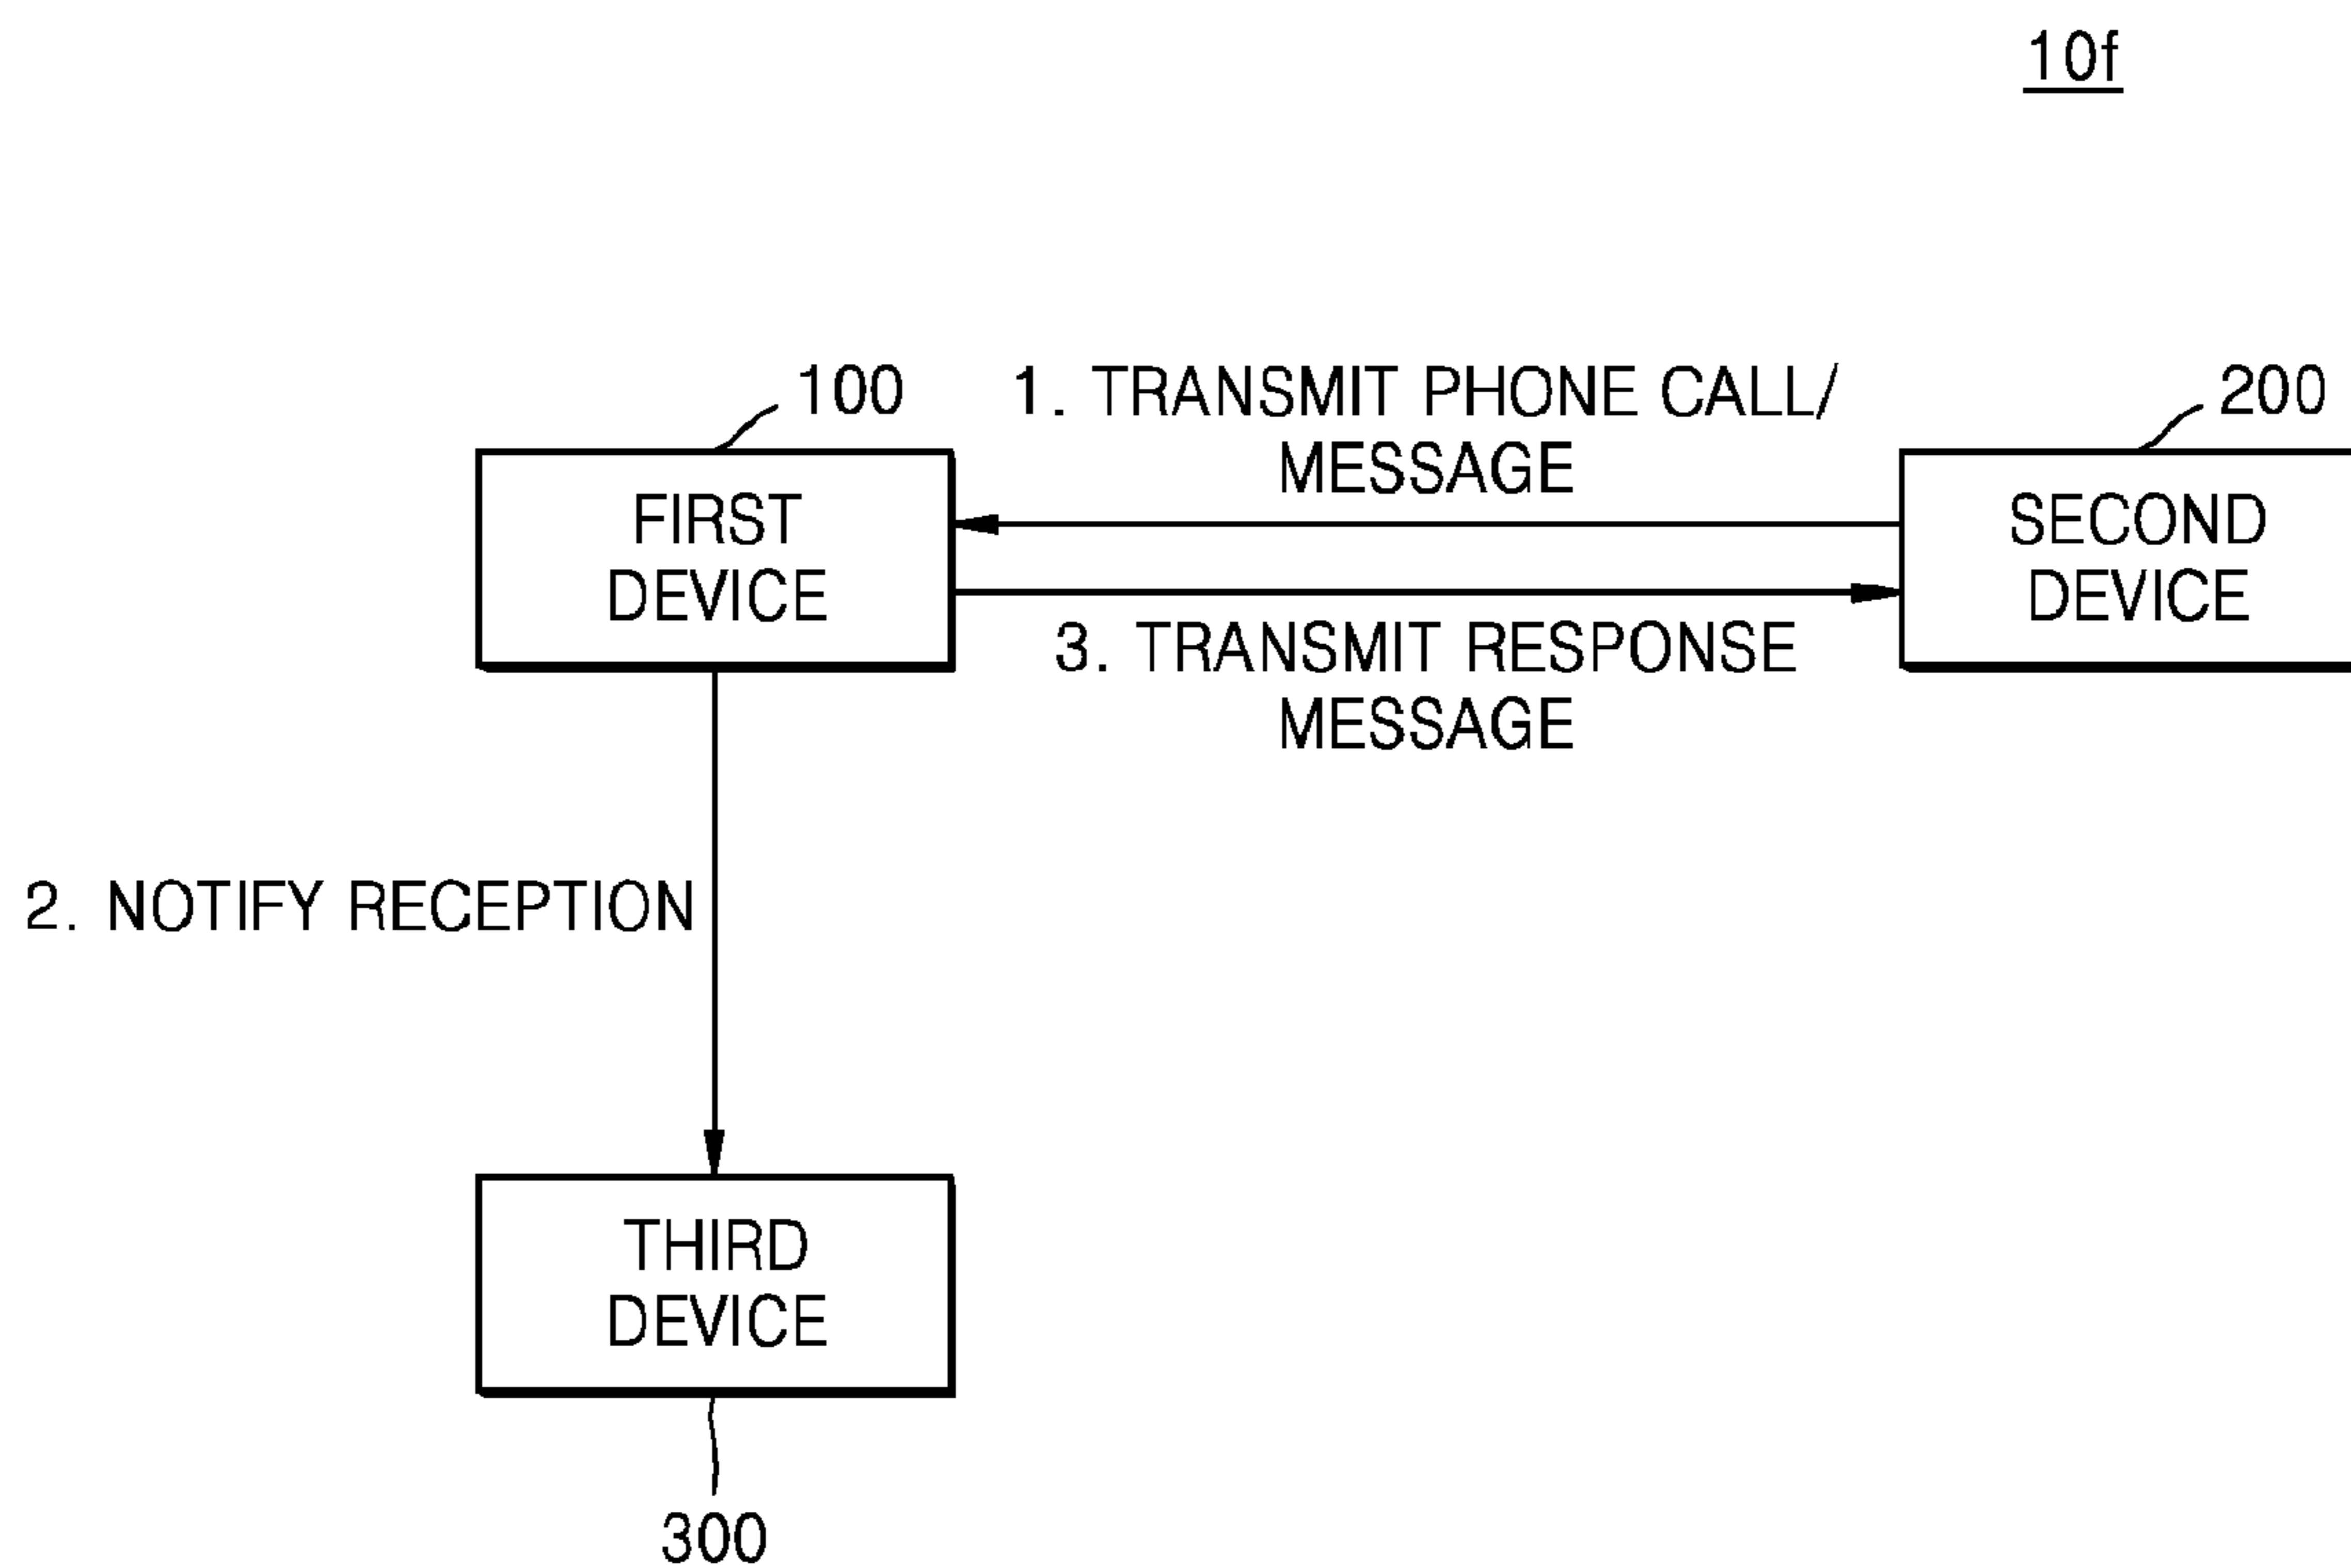 10f
100
1. TRANSMIT PHONE CALL/
MESSAGE
200
FIRST
DEVICE
SECOND
DEVICE
3. TRANSMIT RESPONSE
MESSAGE
2. NOTIFY RECEPTION
THIRD
DEVICE
300